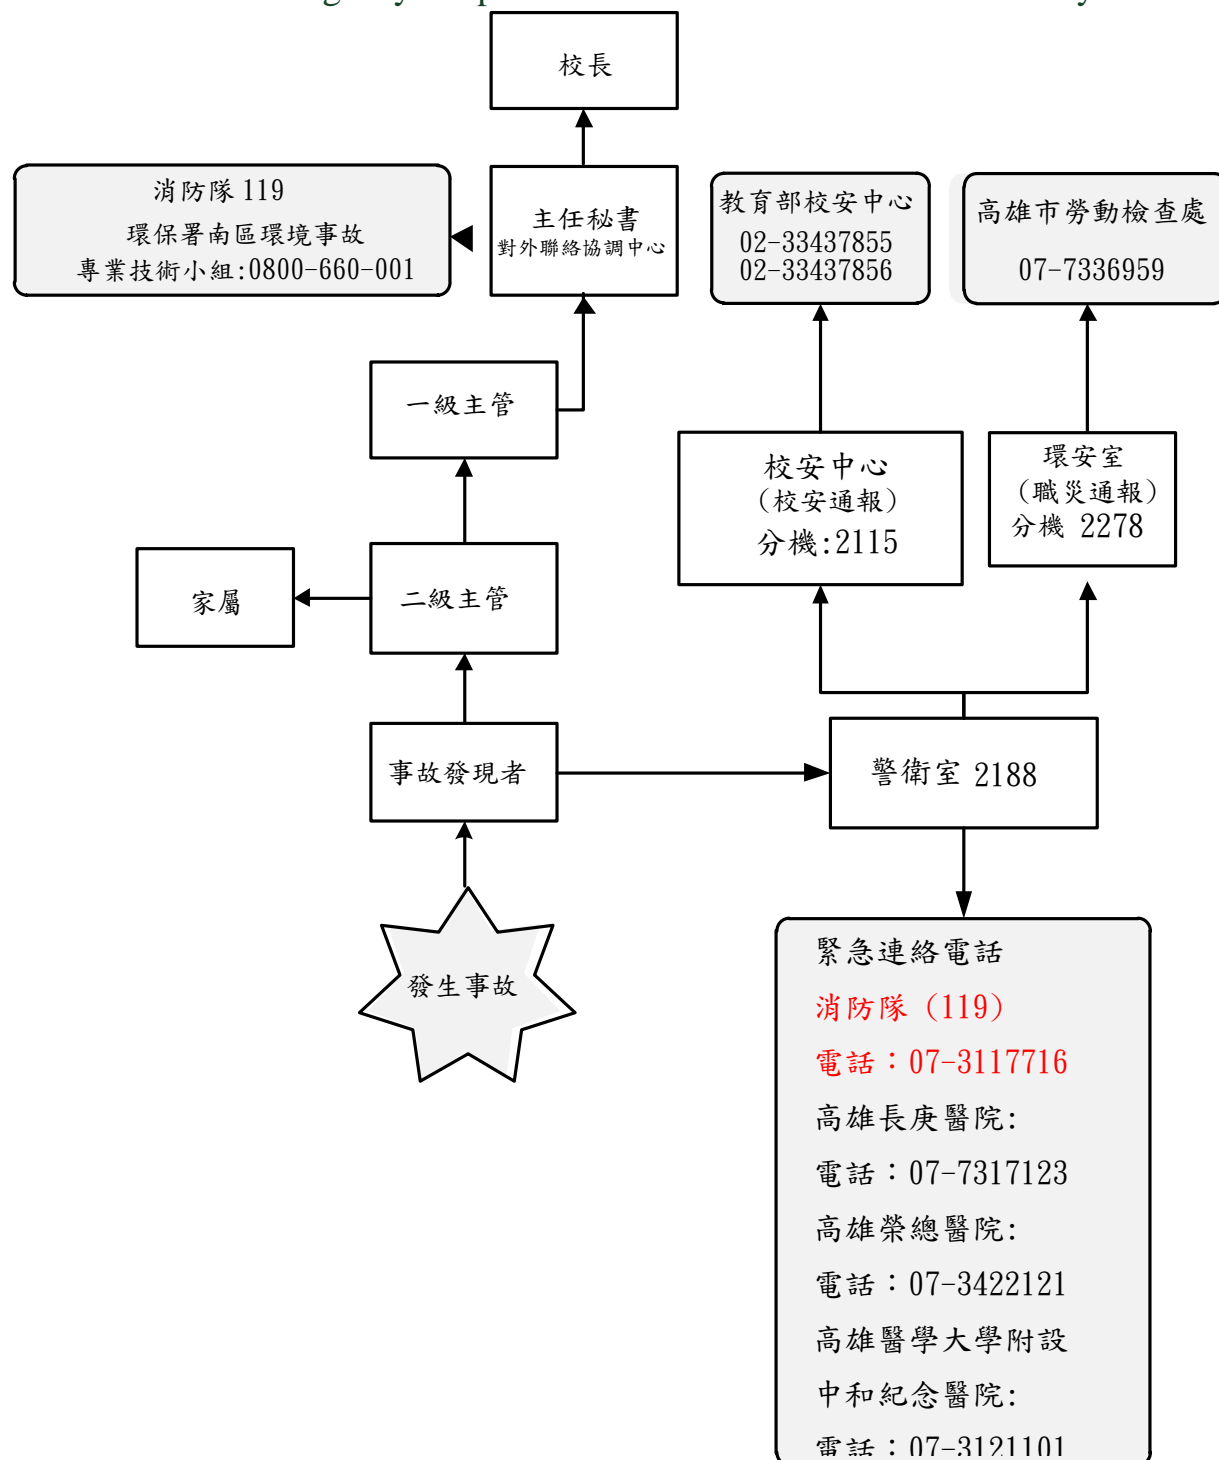 校長
消防隊 119
環保署南區環境事故
專業技術小組:0800-660-001
主任秘書
對外聯絡協調中心
教育部校安中心
02-33437855
02-33437856
高雄市勞動檢查處
07-7336959
一級主管
校安中心
(校安通報)
分機:2115
環安室
(職災通報)
分機 2278
家屬
二級主管
事故發現者
警衛室 2188
發生事故
緊急連絡電話
消防隊 (119)
電話：07-3117716
高雄長庚醫院:
電話：07-7317123
高雄榮總醫院:
電話：07-3422121
高雄醫學大學附設
中和紀念醫院:
電話：07-3121101